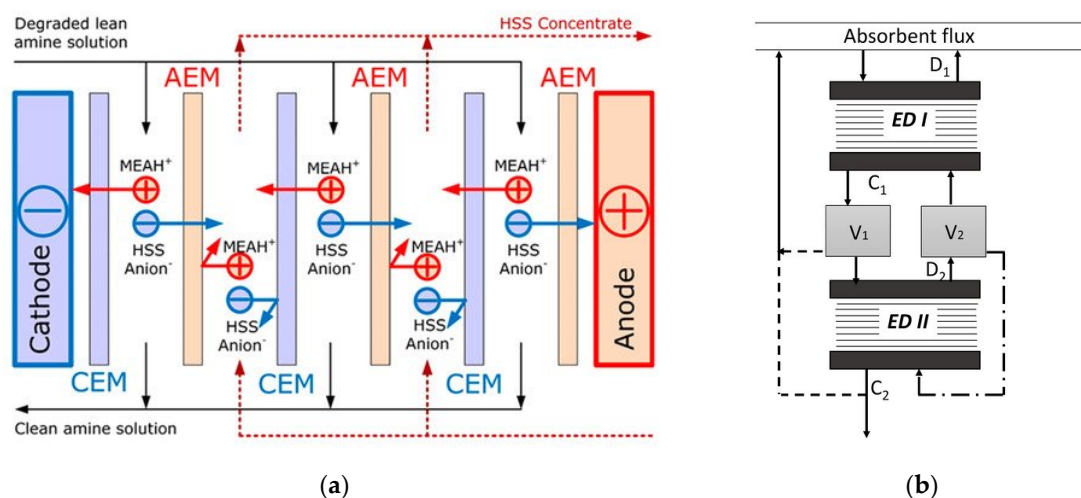 Degraded lean
amine solution
HSS Concentrate
AEM
AEM
AEM
MEAH⁺
MEAH⁺
MEAH⁺
HSS
Anion⁻
MEAH⁺
HSS
Anion⁻
MEAH⁺
HSS
Anion⁻
HSS
Anion⁻
HSS
Anion⁻
Cathode
Anode
CEM
CEM
CEM
Clean amine solution
(a)
Absorbent flux
D₁
ED I
C₁
V₁
V₂
D₂
ED II
C₂
(b)